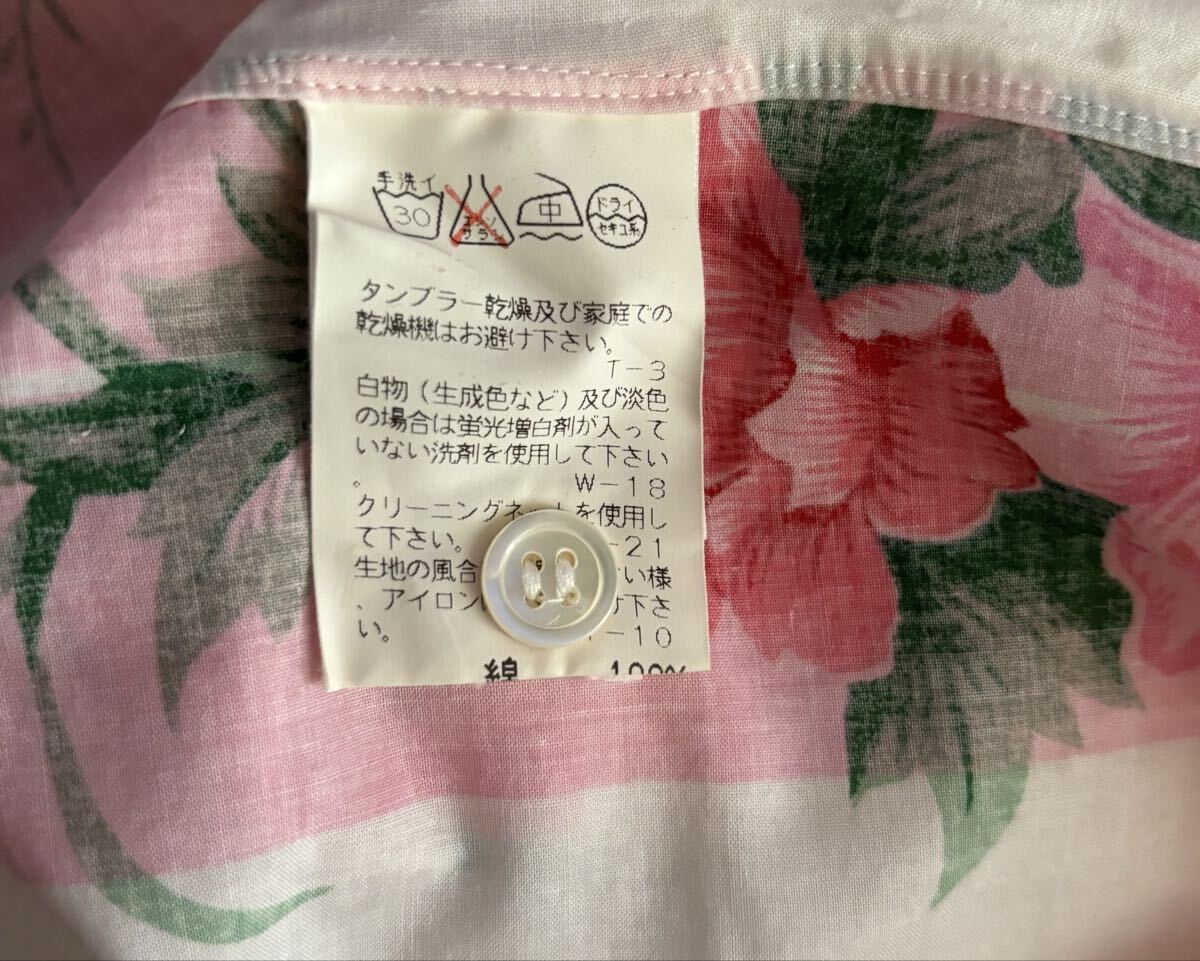 手洗イ
30
エンソ
サラシ
中
ドライ
セキユ系
タンブラー乾燥及び家庭での
乾燥機はお避け下さい。
T-3
白物(生成色など)及び淡色
の場合は蛍光増白剤が入って
いない洗剤を使用して下さい
。 W-18
クリーニングネットを使用し
て下さい。 -21
生地の風合 い様
、アイロン 下さ
い。 -10
綿 100%